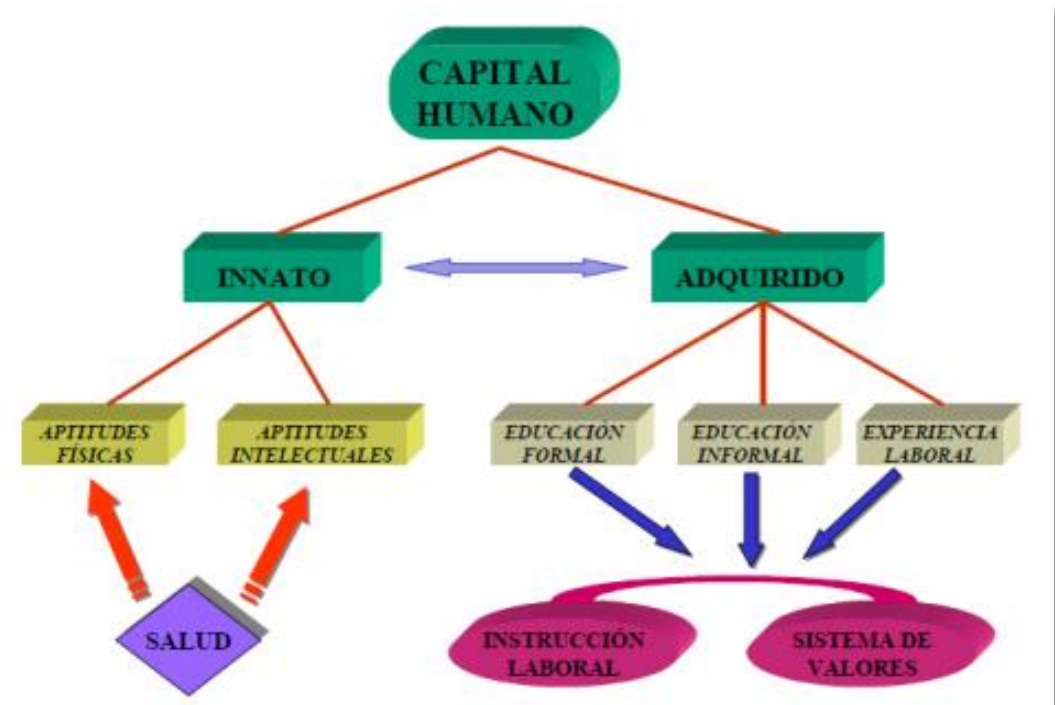 CAPITAL
HUMANO
INNATO
ADQUIRIDO
APTITUDES
FÍSICAS
APTITUDES
INTELECTUALES
EDUCACIÓN
FORMAL
EDUCACIÓN
INFORMAL
EXPERIENCIA
LABORAL
SALUD
INSTRUCCIÓN
LABORAL
SISTEMA DE
VALORES